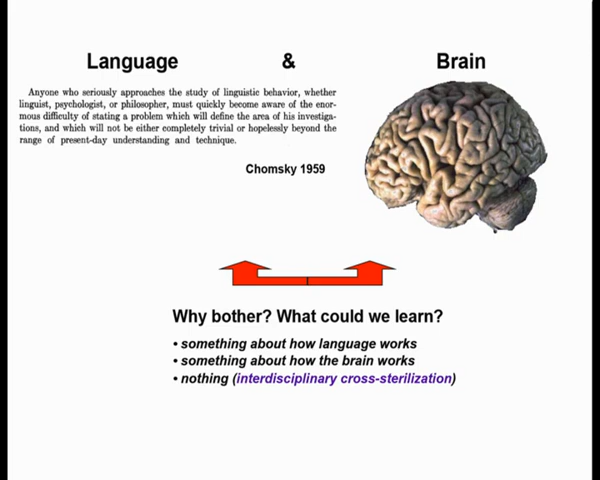 Language & Brain
Anyone who seriously approaches the study of linguistic behavior, whether
linguist, psychologist, or philosopher, must quickly become aware of the enor-
mous difficulty of stating a problem which will define the area of his investiga-
tions, and which will not be either completely trivial or hopelessly beyond the
range of present-day understanding and technique.
Chomsky 1959
Why bother? What could we learn?
• something about how language works
• something about how the brain works
• nothing (interdisciplinary cross-sterilization)